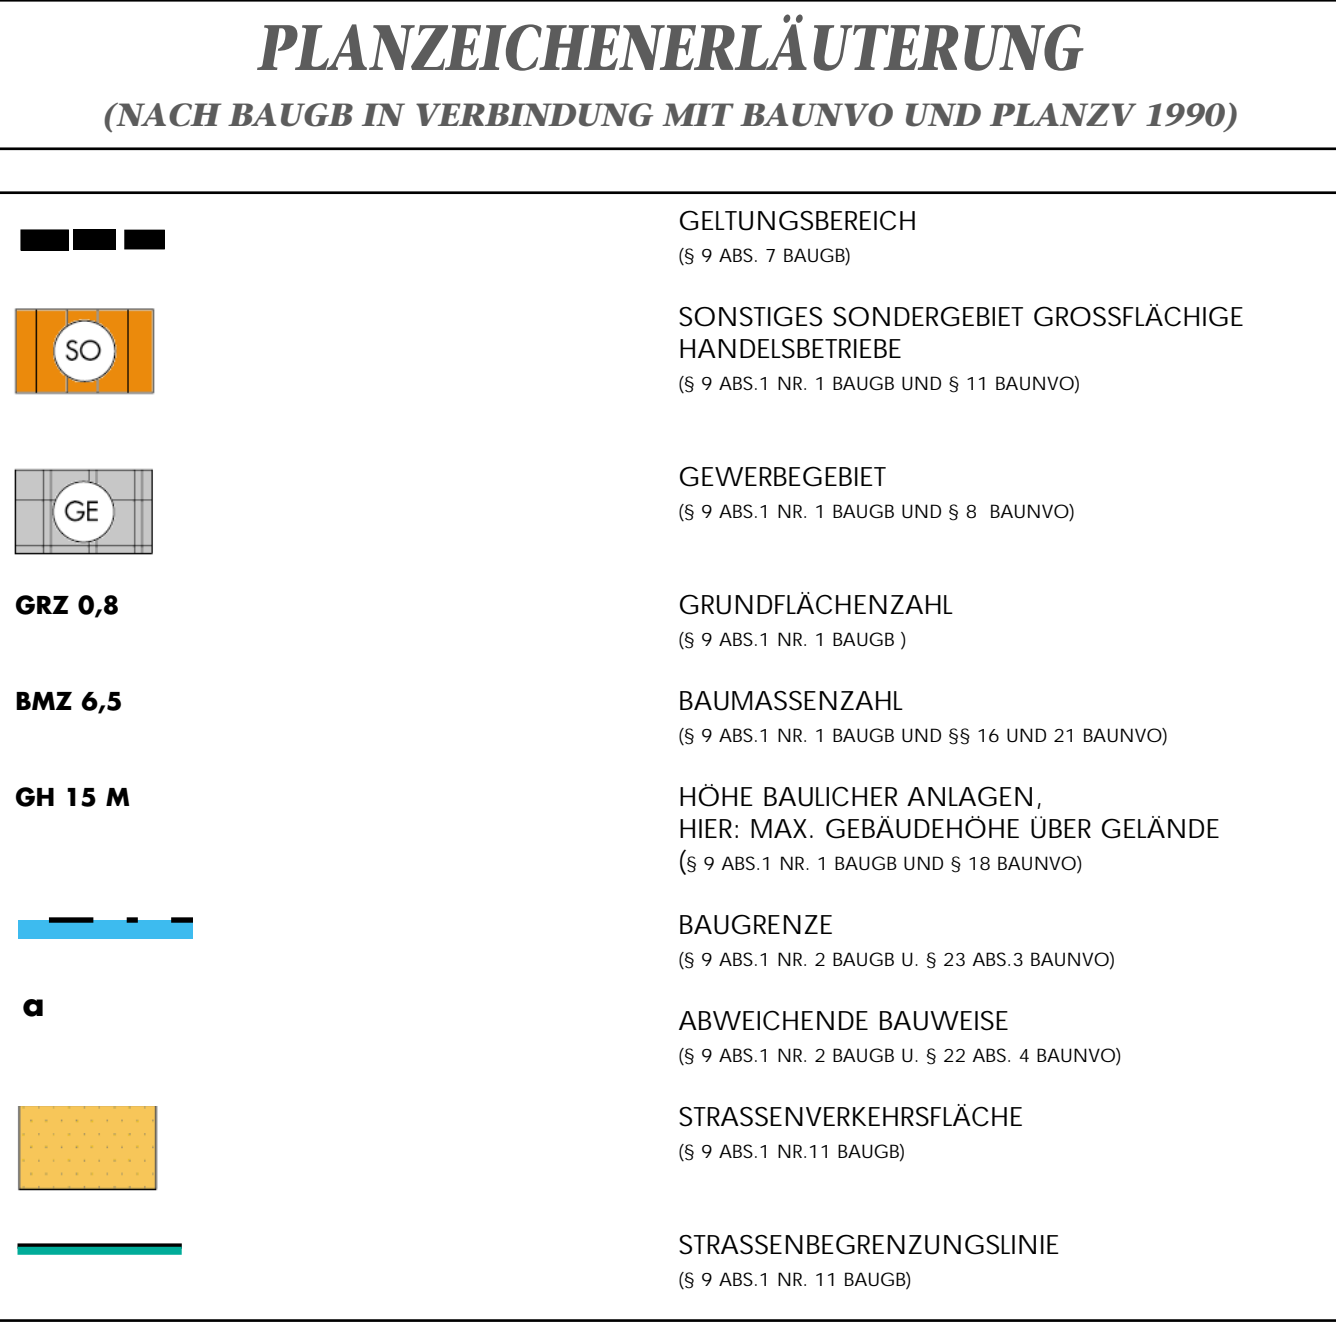 PLANZEICHENERLÄUTERUNG
(NACH BAUGB IN VERBINDUNG MIT BAUNVO UND PLANZV 1990)
GELTUNGSBEREICH
(§ 9 ABS. 7 BAUGB)
SO
SONSTIGES SONDERGEBIET GROSSFLÄCHIGE
HANDELSBETRIEBE
(§ 9 ABS.1 NR. 1 BAUGB UND § 11 BAUNVO)
GE
GEWERBEGEBIET
(§ 9 ABS.1 NR. 1 BAUGB UND § 8 BAUNVO)
GRZ 0,8
GRUNDFLÄCHENZAHL
(§ 9 ABS.1 NR. 1 BAUGB )
BMZ 6,5
BAUMASSENZAHL
(§ 9 ABS.1 NR. 1 BAUGB UND §§ 16 UND 21 BAUNVO)
GH 15 M
HÖHE BAULICHER ANLAGEN,
HIER: MAX. GEBÄUDEHÖHE ÜBER GELÄNDE
(§ 9 ABS.1 NR. 1 BAUGB UND § 18 BAUNVO)
BAUGRENZE
(§ 9 ABS.1 NR. 2 BAUGB U. § 23 ABS.3 BAUNVO)
a
ABWEICHENDE BAUWEISE
(§ 9 ABS.1 NR. 2 BAUGB U. § 22 ABS. 4 BAUNVO)
STRASSENVERKEHRSFLÄCHE
(§ 9 ABS.1 NR.11 BAUGB)
STRASSENBEGRENZUNGSLINIE
(§ 9 ABS.1 NR. 11 BAUGB)